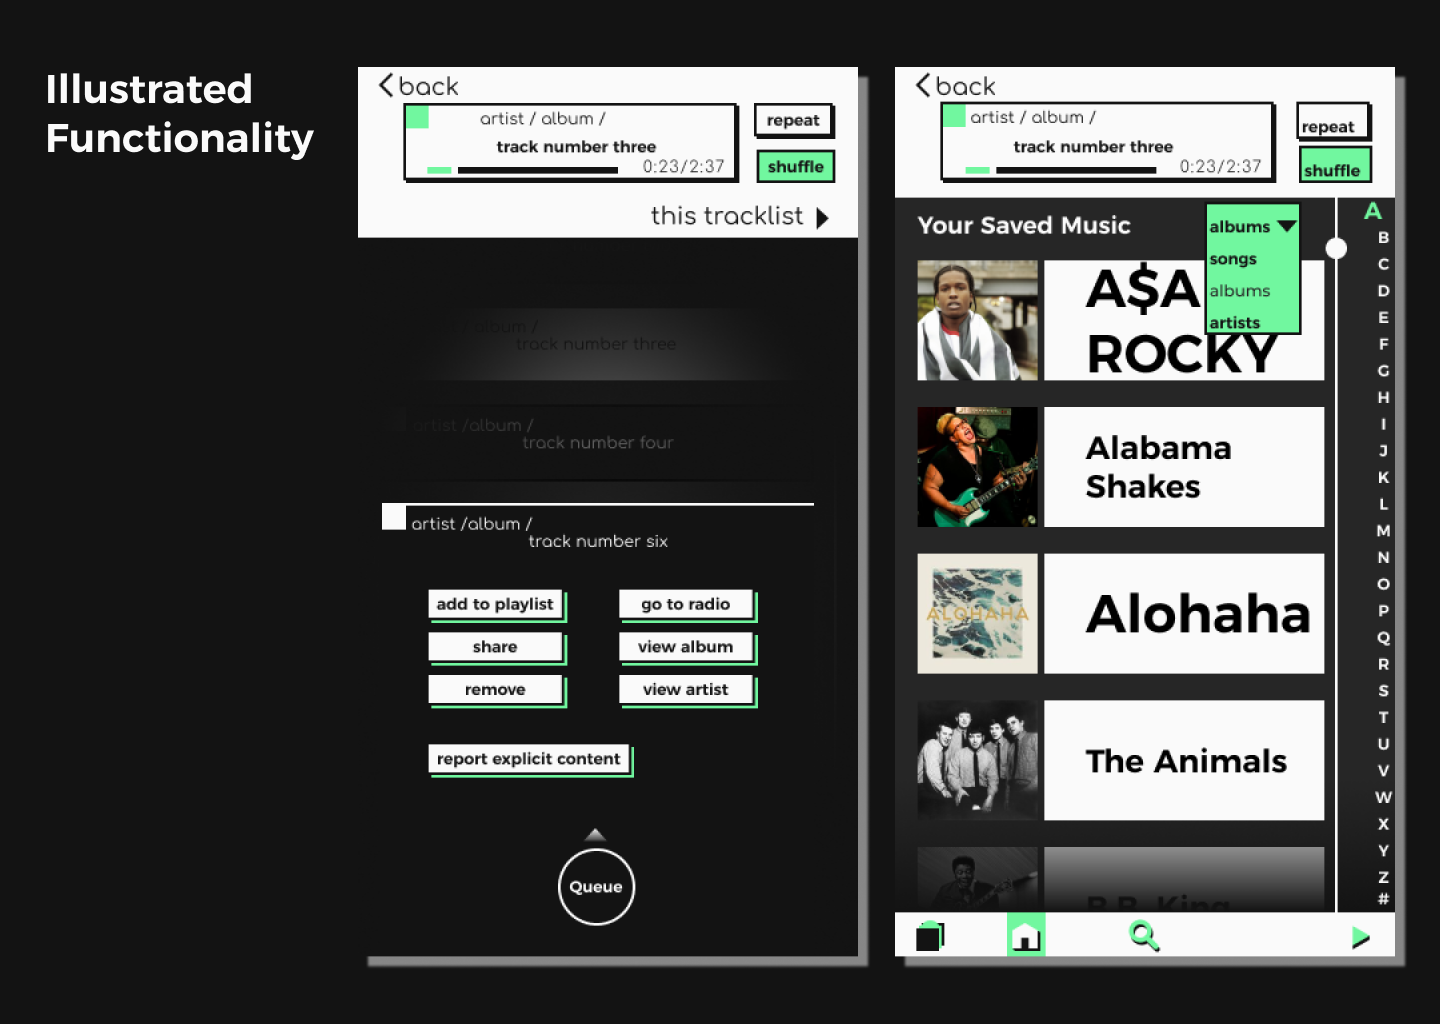 Illustrated
Functionality
back
artist / album /
track number three
0:23/2:37
repeat
shuffle
this tracklist
album /
track number three
artist /album /
track number four
artist /album /
track number six
add to playlist
go to radio
share
view album
remove
view artist
report explicit content
Queue
back
artist / album /
track number three
0:23/2:37
repeat
shuffle
Your Saved Music
albums
songs
albums
artists
A$A
ROCKY
Alabama
Shakes
ALOHAHA
Alohaha
The Animals
B.B. King
A
B
C
D
E
F
G
H
I
J
K
L
M
N
O
P
Q
R
S
T
U
V
W
X
Y
Z
#